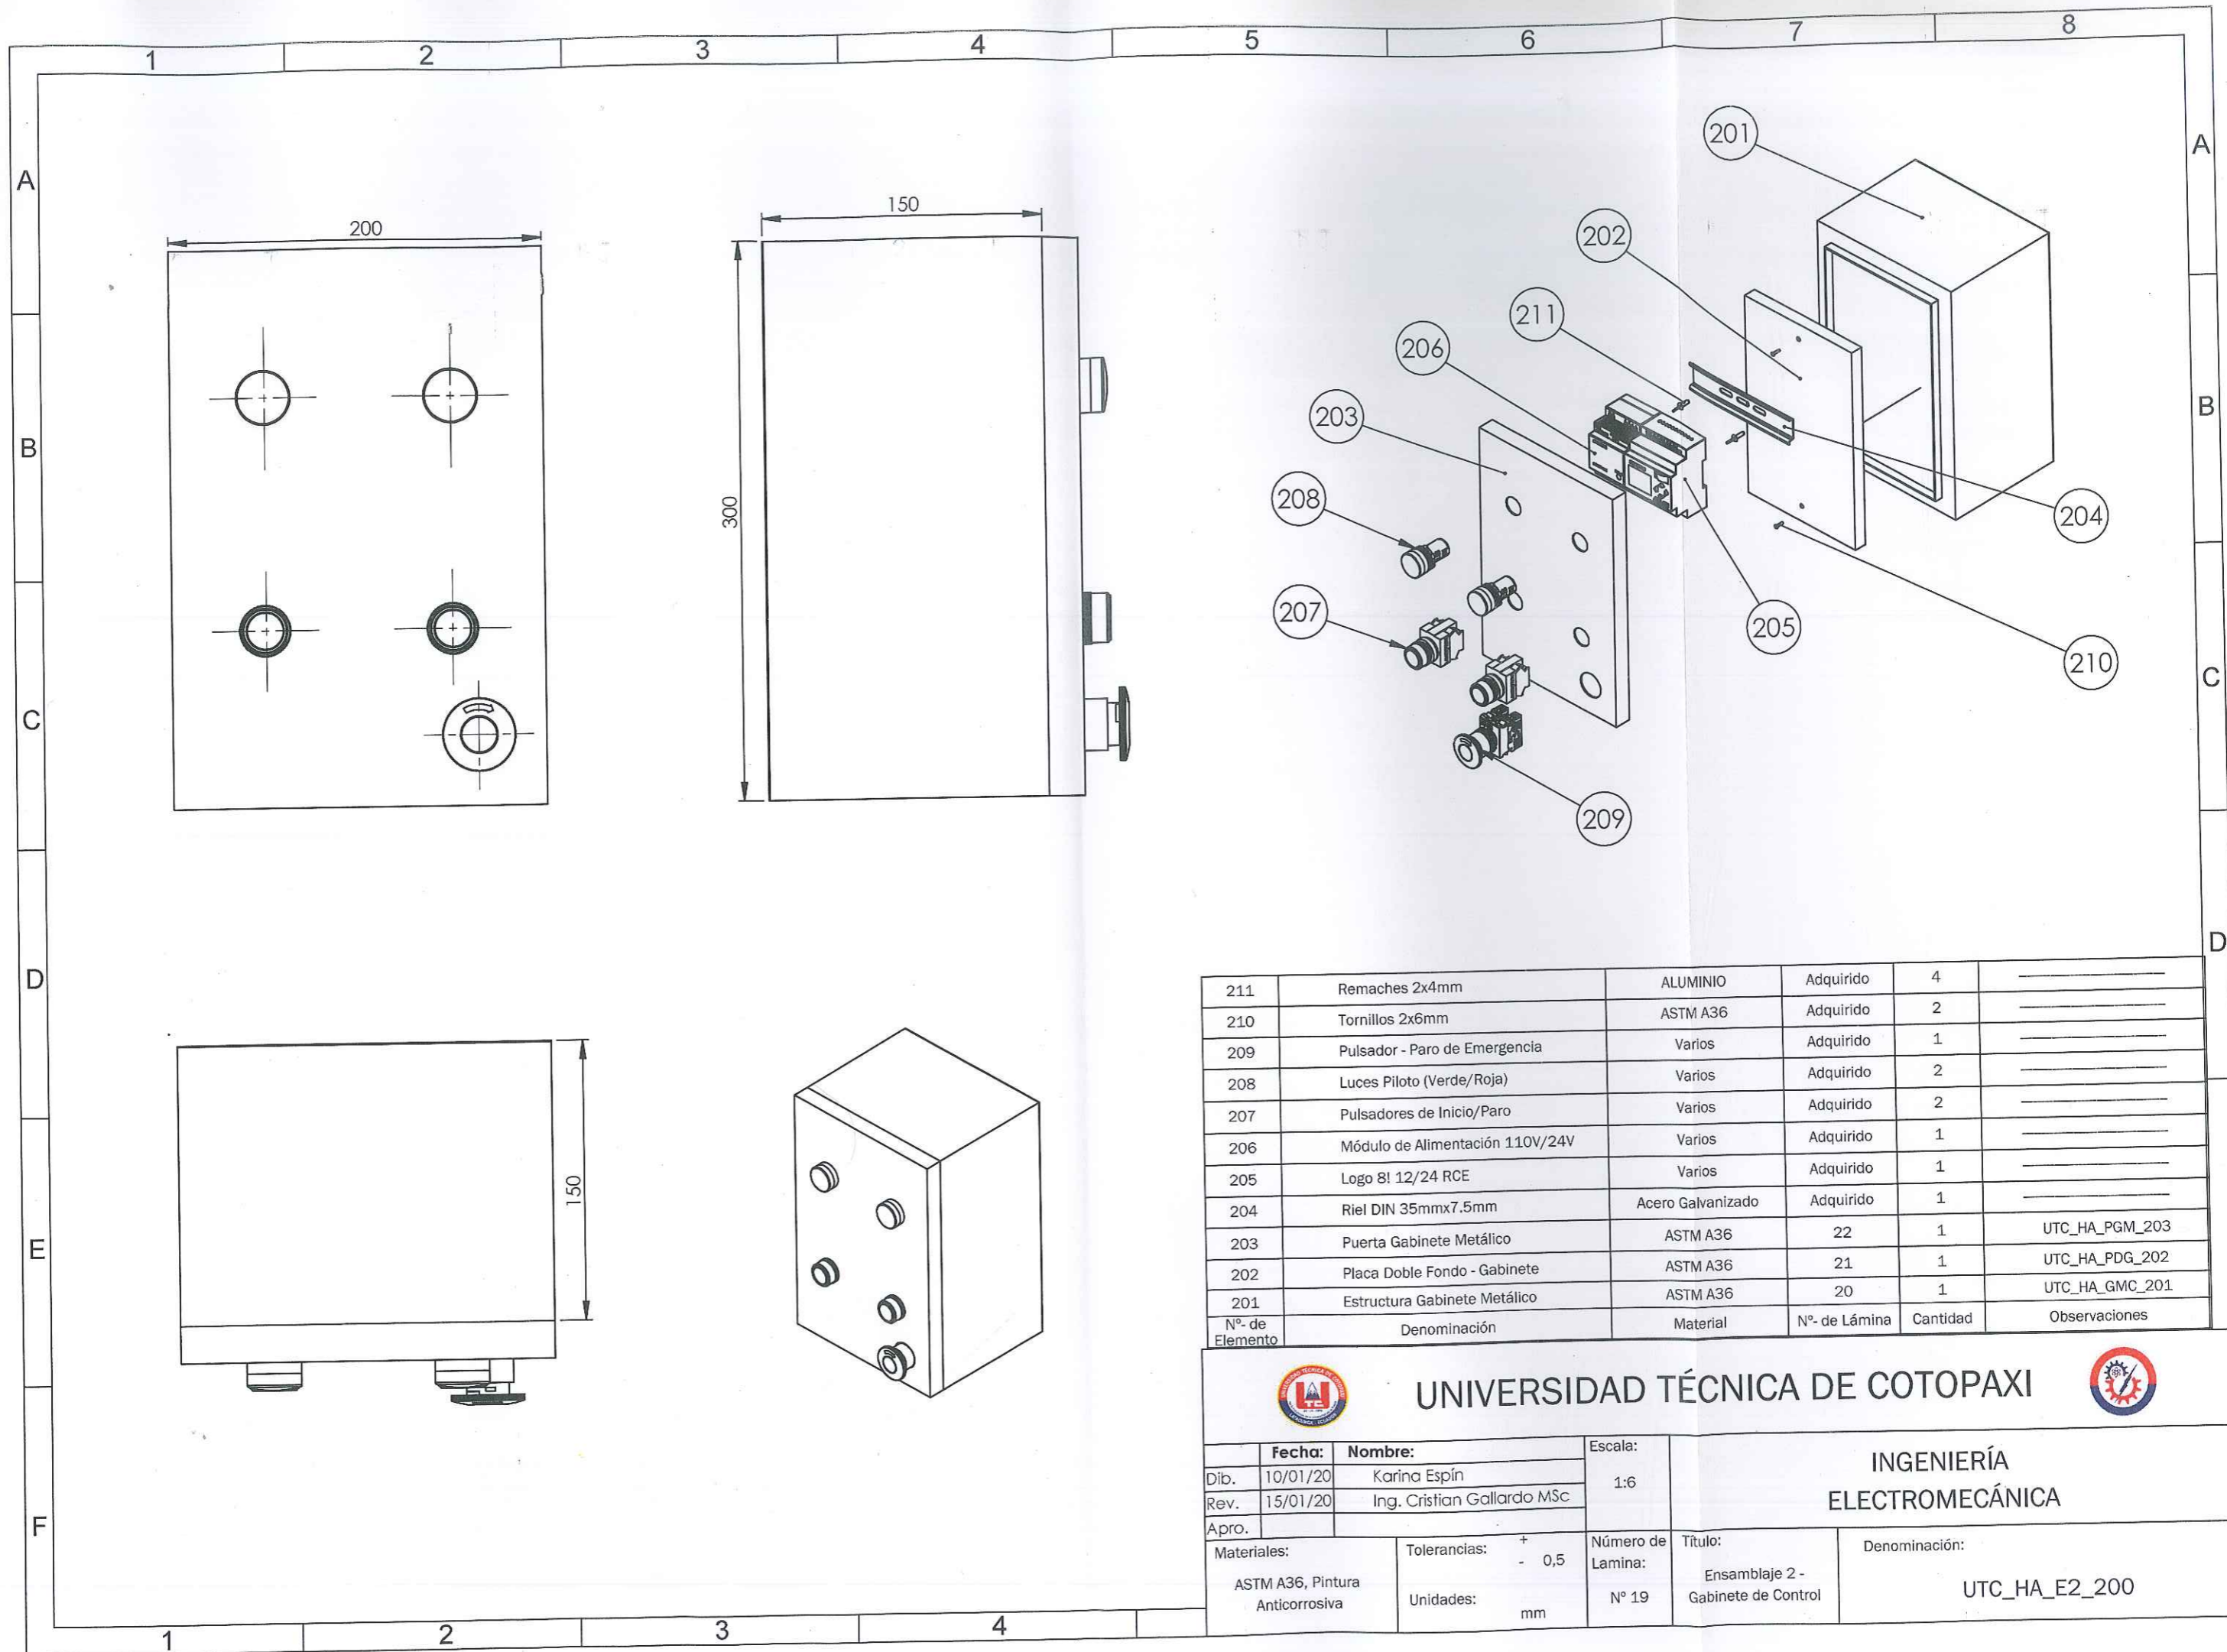 1 2 3 4 5 6 7 8
A A
B B
C C
D D
E
F
1 2 3 4
200
150
300
150
201
202
211
206
203
208
207
204
205
210
209
211 Remaches 2x4mm ALUMINIO Adquirido 4
210 Tornillos 2x6mm ASTM A36 Adquirido 2
209 Pulsador - Paro de Emergencia Varios Adquirido 1
208 Luces Piloto (Verde/Roja) Varios Adquirido 2
207 Pulsadores de Inicio/Paro Varios Adquirido 2
206 Módulo de Alimentación 110V/24V Varios Adquirido 1
205 Logo 8! 12/24 RCE Varios Adquirido 1
204 Riel DIN 35mmx7.5mm Acero Galvanizado Adquirido 1
203 Puerta Gabinete Metálico ASTM A36 22 1 UTC_HA_PGM_203
202 Placa Doble Fondo - Gabinete ASTM A36 21 1 UTC_HA_PDG_202
201 Estructura Gabinete Metálico ASTM A36 20 1 UTC_HA_GMC_201
Nº- de Elemento Denominación Material Nº- de Lámina Cantidad Observaciones
UNIVERSIDAD TÉCNICA DE COTOPAXI
Fecha: Nombre:
Dib. 10/01/20 Karina Espín
Rev. 15/01/20 Ing. Cristian Gallardo MSc
Apro.
Escala:
1:6
INGENIERÍA
ELECTROMECÁNICA
Materiales:
ASTM A36, Pintura
Anticorrosiva
Tolerancias: + - 0,5
Unidades: mm
Número de
Lamina:
Nº 19
Título:
Ensamblaje 2 -
Gabinete de Control
Denominación:
UTC_HA_E2_200